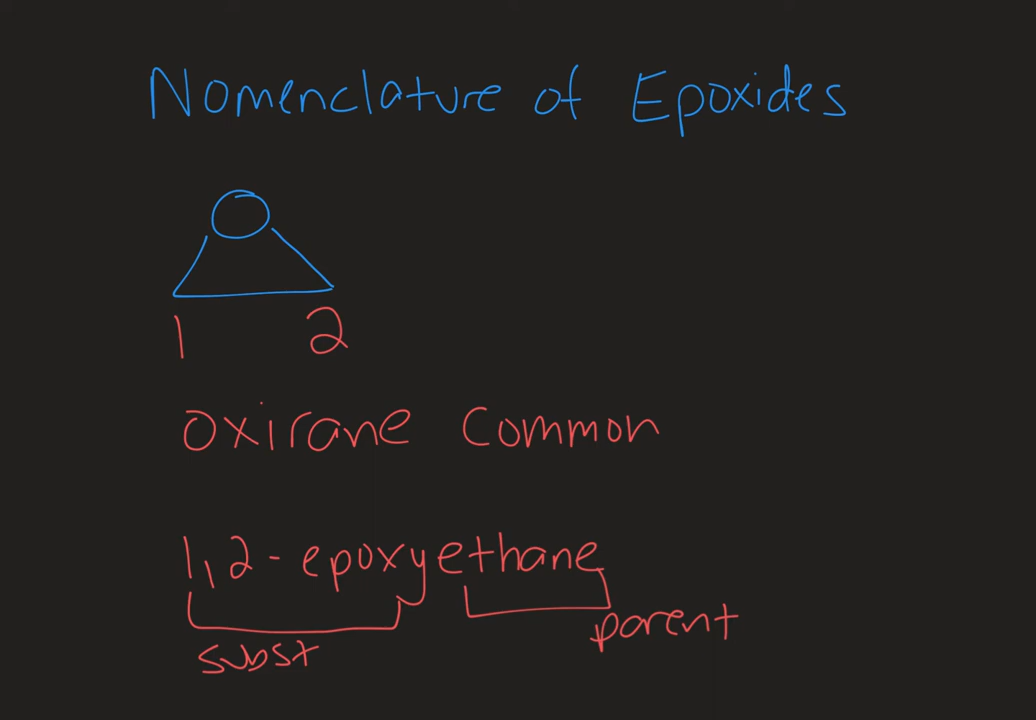 Nomenclature of Epoxides
O
1 2
oxirane common
1,2-epoxyethane
parent
subst